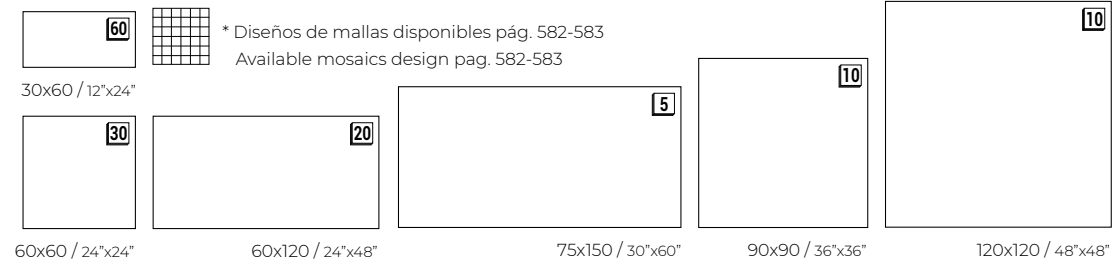 60
* Diseños de mallas disponibles pág. 582-583
Available mosaics design pag. 582-583
30x60 / 12”x24”
30
60x60 / 24”x24”
20
60x120 / 24”x48”
5
75x150 / 30”x60”
10
90x90 / 36”x36”
10
120x120 / 48”x48”